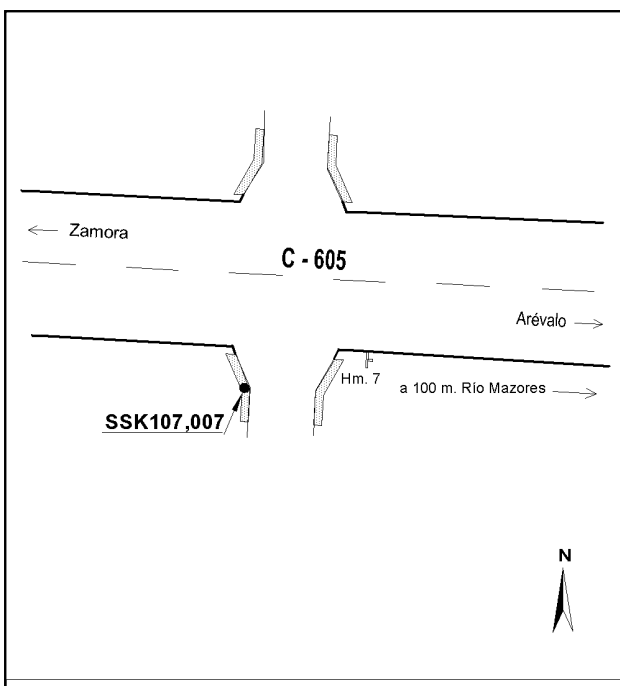 Zamora
C - 605
Arévalo
Hm. 7
a 100 m. Río Mazores
SSK107,007
N